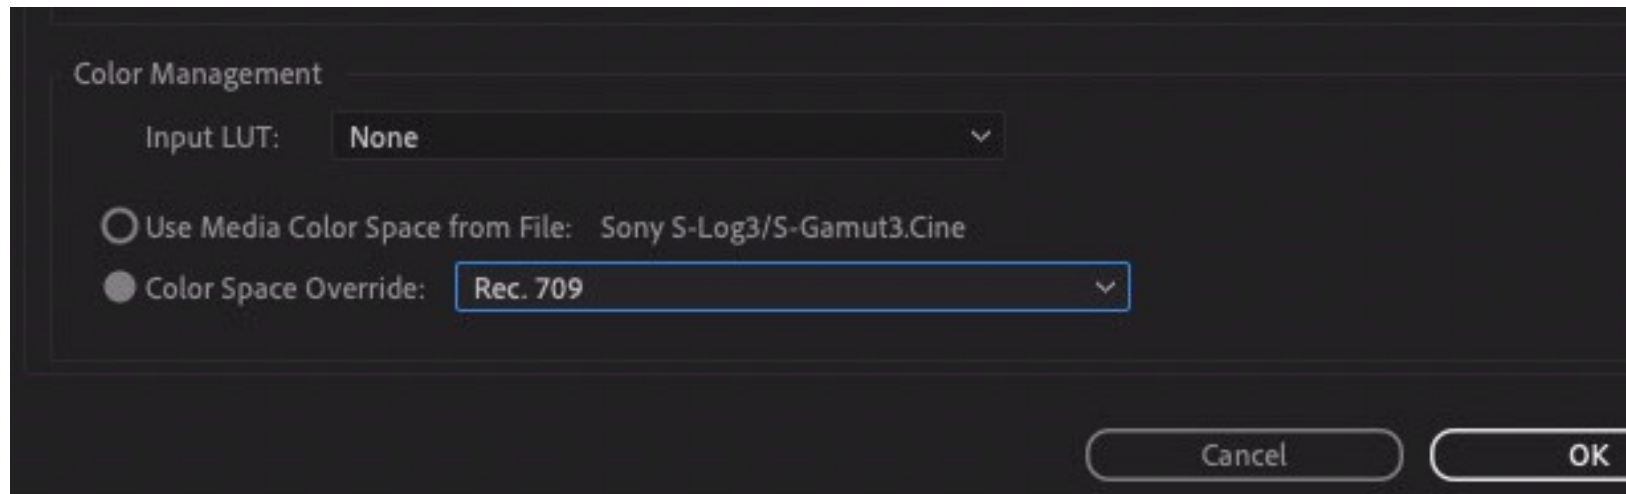 Color Management
Input LUT: None
Use Media Color Space from File: Sony S-Log3/S-Gamut3.Cine
Color Space Override: Rec. 709
Cancel OK